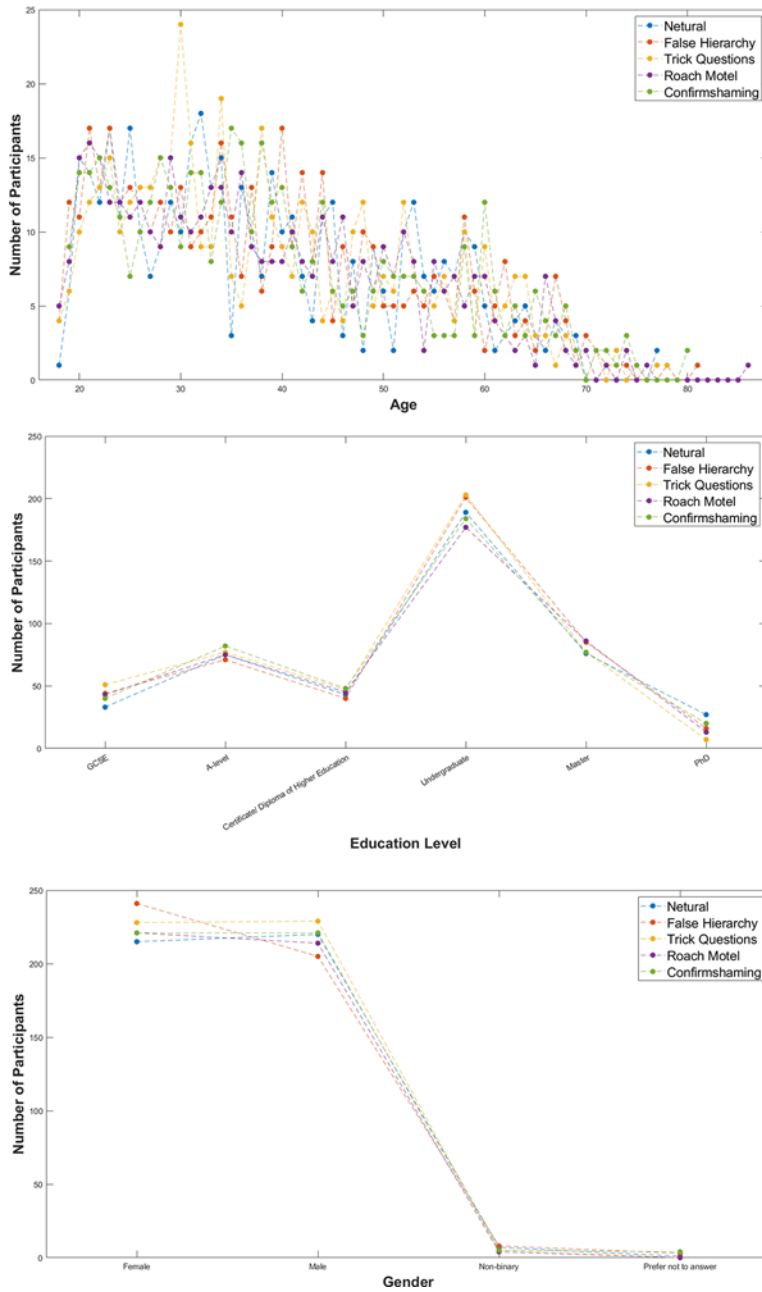 25
20
15
10
5
0
Number of Participants
20 30 40 50 60 70 80
Age
Netural
False Hierarchy
Trick Questions
Roach Motel
Confirmshaming
250
200
150
100
50
0
Number of Participants
GCSE
A-level
Certificate/ Diploma of Higher Education
Undergraduate
Master
PhD
Education Level
Netural
False Hierarchy
Trick Questions
Roach Motel
Confirmshaming
250
200
150
100
50
0
Number of Participants
Female Male Non-binary Prefer not to answer
Gender
Netural
False Hierarchy
Trick Questions
Roach Motel
Confirmshaming